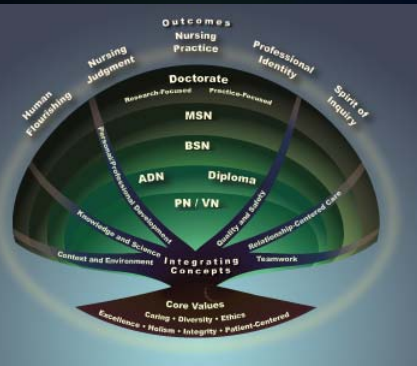 Outcomes
Nursing
Practice
Human
Flourishing
Nursing
Judgment
Professional
Identity
Spirit of
Inquiry
Doctorate
Research-Focused
Practice-Focused
MSN
BSN
ADN
Diploma
PN / VN
Personal/Professional Development
Quality and Safety
Knowledge and Science
Relationship-Centered Care
Context and Environment
Teamwork
Integrating
Concepts
Core Values
Caring • Diversity • Ethics
Excellence • Holism • Integrity • Patient-Centered